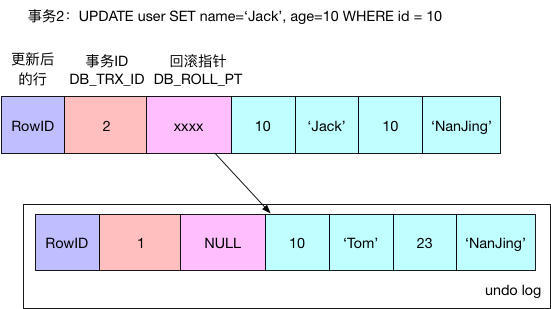 事务2：UPDATE user SET name=‘Jack’, age=10 WHERE id = 10
更新后的行 事务ID DB_TRX_ID 回滚指针 DB_ROLL_PT
RowID 2 xxxx 10 ‘Jack’ 10 ‘NanJing’
RowID 1 NULL 10 ‘Tom’ 23 ‘NanJing’
undo log